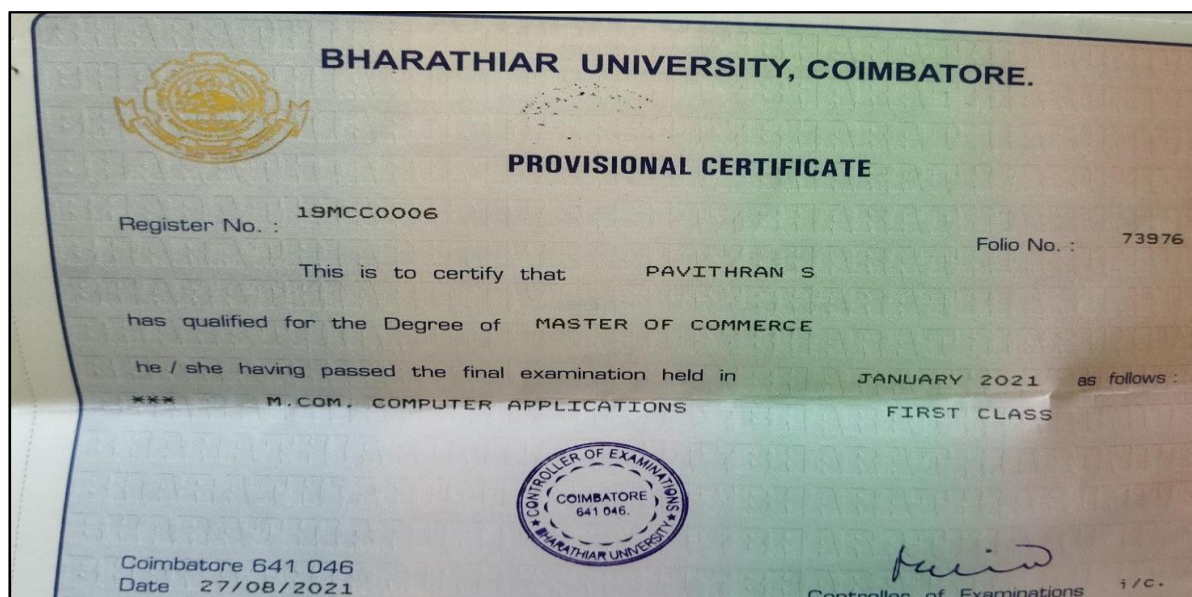 BHARATHIAR UNIVERSITY, COIMBATORE.
PROVISIONAL CERTIFICATE
Register No. : 19MCC0006
Folio No. : 73976
This is to certify that PAVITHRAN S
has qualified for the Degree of MASTER OF COMMERCE
he / she having passed the final examination held in JANUARY 2021 as follows :
*** M.COM. COMPUTER APPLICATIONS FIRST CLASS
CONTROLLER OF EXAMINATIONS
COIMBATORE
641 046.
BHARATHIAR UNIVERSITY
Coimbatore 641 046
Date 27/08/2021
Controller of Examinations i/c.